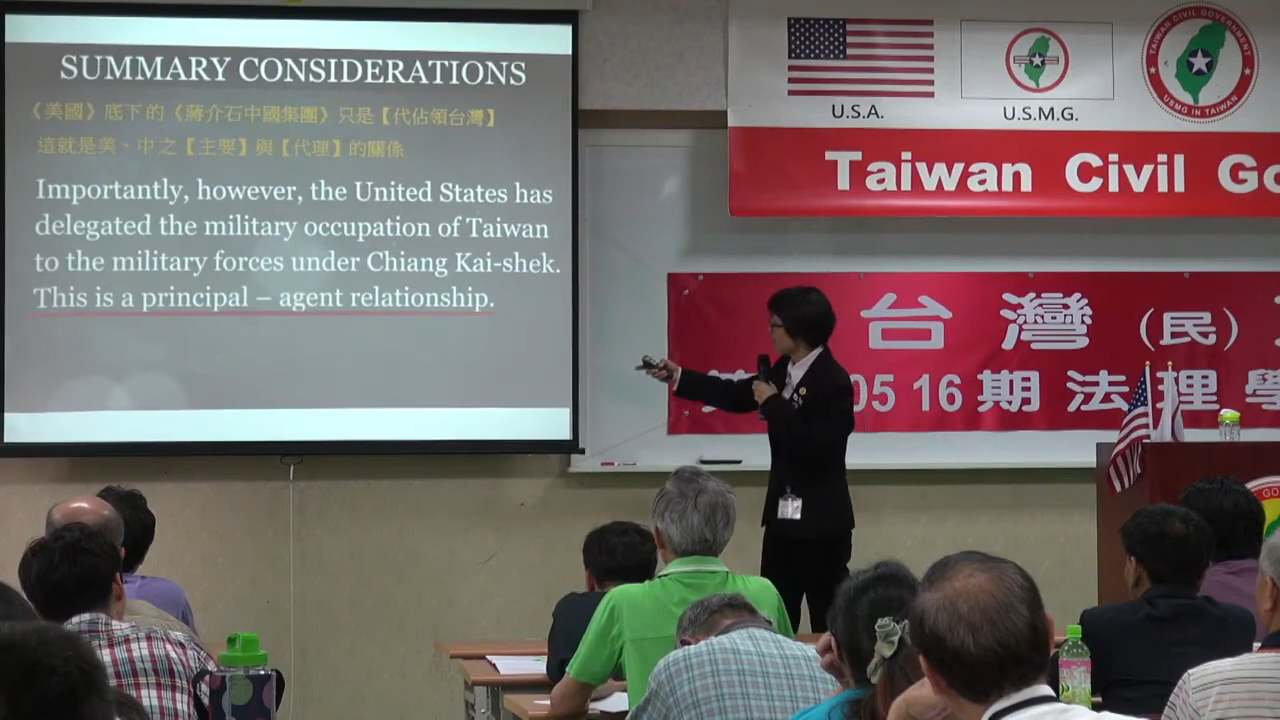 SUMMARY CONSIDERATIONS
《美國》底下的《蔣介石中國集團》只是【代佔領台灣】
這就是美、中之【主要】與【代理】的關係
Importantly, however, the United States has
delegated the military occupation of Taiwan
to the military forces under Chiang Kai-shek.
This is a principal – agent relationship.
U.S.A.
U.S.M.G.
TAIWAN CIVIL GOVERNMENT
USMG IN TAIWAN
Taiwan Civil Go
台灣(民)
05 16 期法理學
GO